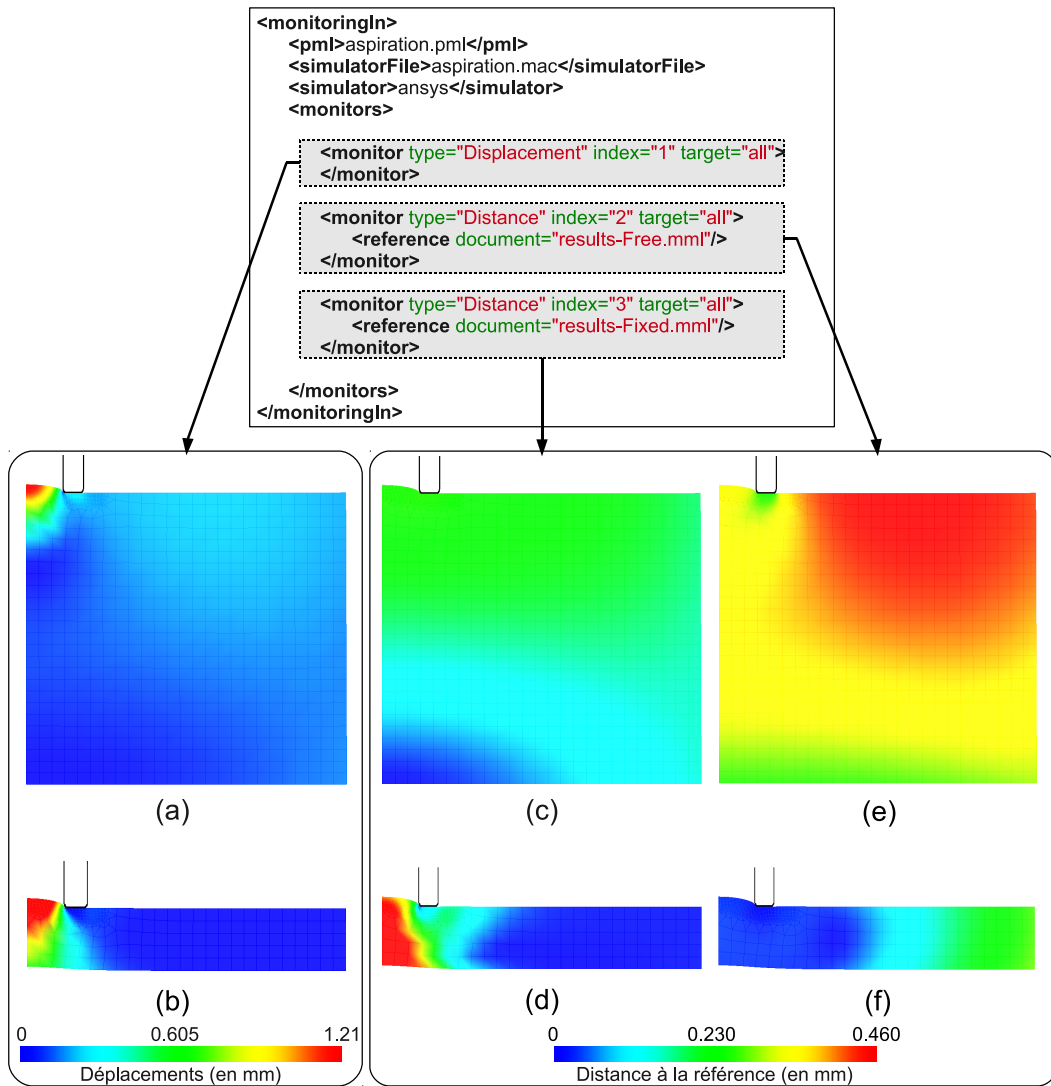 <monitoringIn>
<pml>aspiration.pml</pml>
<simulatorFile>aspiration.mac</simulatorFile>
<simulator>ansys</simulator>
<monitors>
<monitor type="Displacement" index="1" target="all">
</monitor>
<monitor type="Distance" index="2" target="all">
<reference document="results-Free.mml"/>
</monitor>
<monitor type="Distance" index="3" target="all">
<reference document="results-Fixed.mml"/>
</monitor>
</monitors>
</monitoringIn>
(a)
(c)
(e)
(b)
(d)
(f)
0 0.605 1.21
Déplacements (en mm)
0 0.230 0.460
Distance à la référence (en mm)